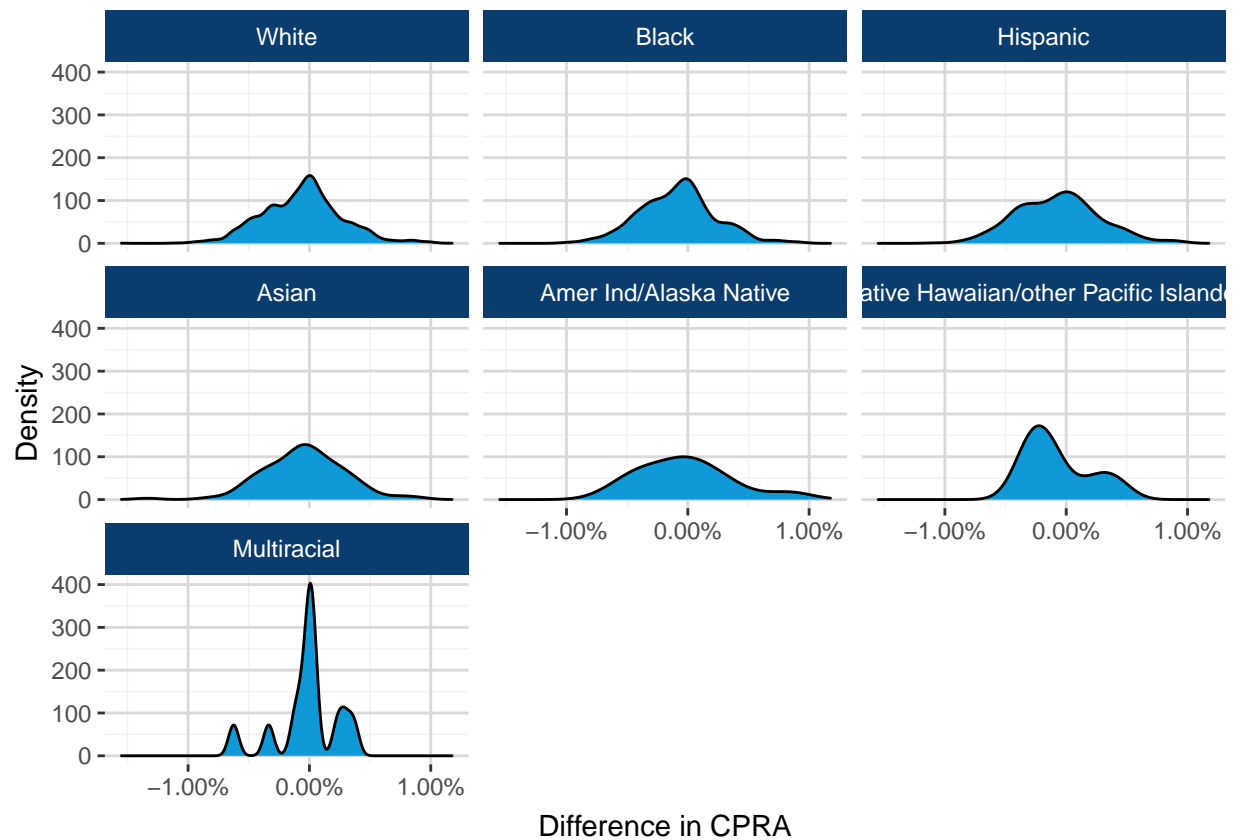 White Black Hispanic
400
300
200
100
0
Asian Amer Ind/Alaska Native ative Hawaiian/other Pacific Islande
400
300
200
100
0
−1.00% 0.00% 1.00% −1.00% 0.00% 1.00%
Multiracial
400
300
200
100
0
−1.00% 0.00% 1.00%
Density
Difference in CPRA